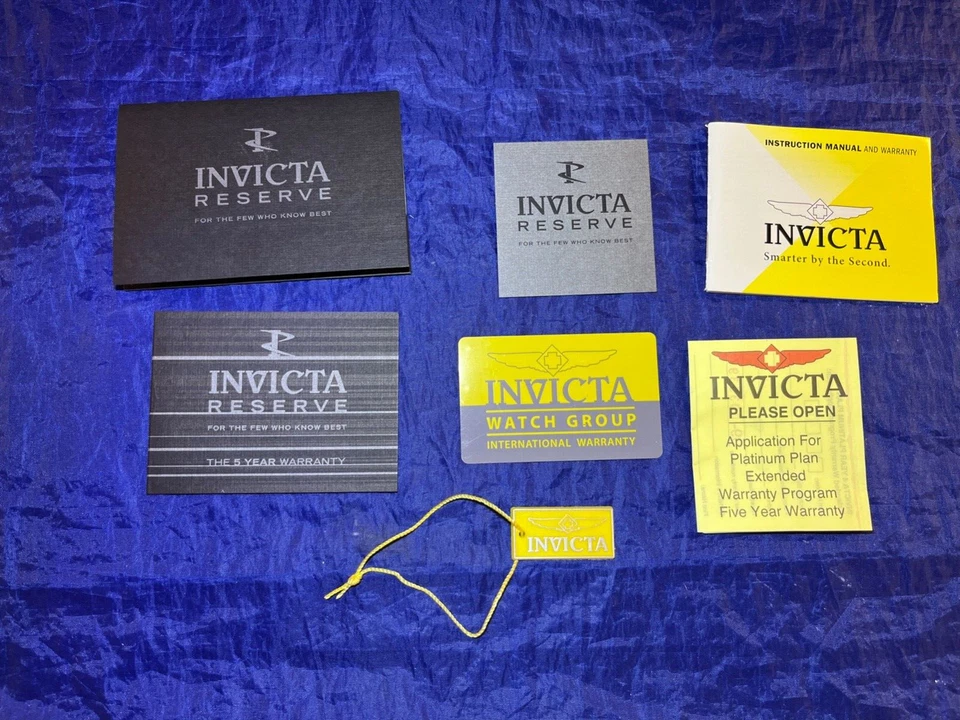 INVICTA
RESERVE
FOR THE FEW WHO KNOW BEST
INVICTA
RESERVE
FOR THE FEW WHO KNOW BEST
INSTRUCTION MANUAL AND WARRANTY
INVICTA
Smarter by the Second.
INVICTA
RESERVE
FOR THE FEW WHO KNOW BEST
THE 5 YEAR WARRANTY
INVICTA
WATCH GROUP
INTERNATIONAL WARRANTY
INVICTA
PLEASE OPEN
Application For
Platinum Plan
Extended
Warranty Program
Five Year Warranty
INVICTA